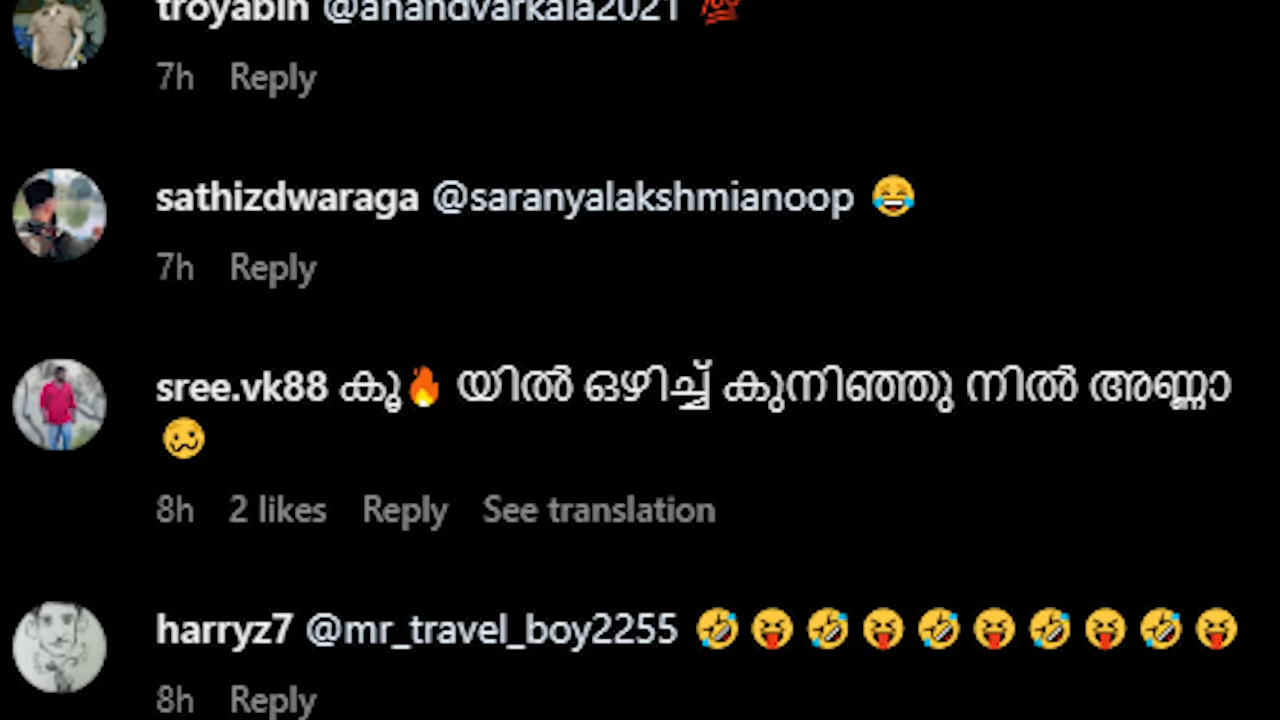 troyabin @anandvarkala2021 💯
7h Reply
sathizdwaraga @saranyalakshmianoop 😂
7h Reply
sree.vk88 കൂ🔥 യിൽ ഒഴിച്ച് കുനിഞ്ഞു നിൽ അണ്ണാ
🥴
8h 2 likes Reply See translation
harryz7 @mr_travel_boy2255 🤣😝🤣😝🤣😝🤣😝🤣😝
8h Reply